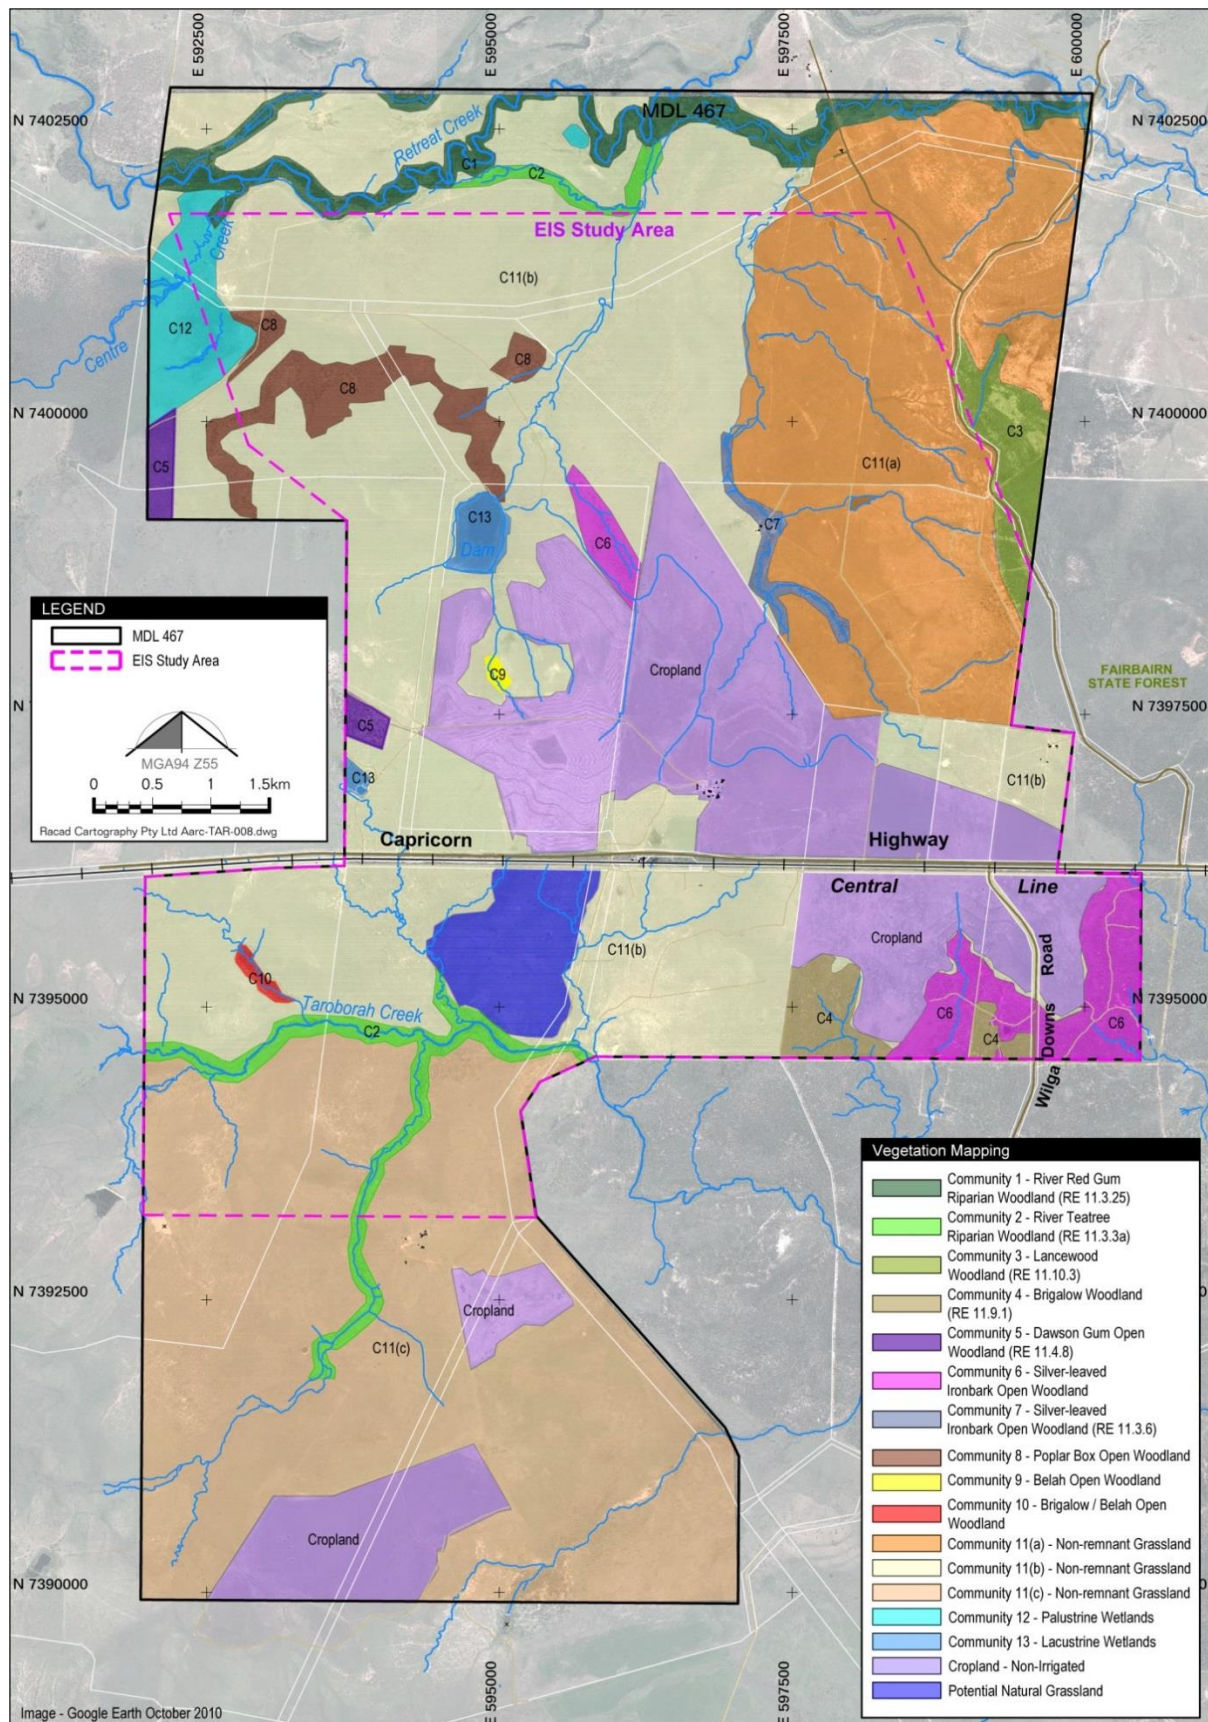 E 592500
E 595000
E 597500
E 600000
N 7402500
MDL 467
N 7402500
Retreat Creek
C1
C2
EIS Study Area
Creek
C11(b)
C12
C8
Centre
C8
C8
N 7400000
N 7400000
C3
C5
C11(a)
C13
C7
Dam
C6
LEGEND
MDL 467
EIS Study Area
MGA94 Z55
0 0.5 1 1.5km
Racad Cartography Pty Ltd Aarc-TAR-008.dwg
C9
Cropland
FAIRBAIRN
STATE FOREST
N
N 7397500
C5
C13
C11(b)
Capricorn Highway
Central Line
Cropland
C11(b)
C10
Taroborah Creek
N 7395000
N 7395000
C2
C4
C6
C4
C6
Wilga Downs Road
N 7392500
Cropland
C11(c)
Cropland
N 7390000
Vegetation Mapping
Community 1 - River Red Gum
Riparian Woodland (RE 11.3.25)
Community 2 - River Teatree
Riparian Woodland (RE 11.3.3a)
Community 3 - Lancewood
Woodland (RE 11.10.3)
Community 4 - Brigalow Woodland
(RE 11.9.1)
Community 5 - Dawson Gum Open
Woodland (RE 11.4.8)
Community 6 - Silver-leaved
Ironbark Open Woodland
Community 7 - Silver-leaved
Ironbark Open Woodland (RE 11.3.6)
Community 8 - Poplar Box Open Woodland
Community 9 - Belah Open Woodland
Community 10 - Brigalow / Belah Open
Woodland
Community 11(a) - Non-remnant Grassland
Community 11(b) - Non-remnant Grassland
Community 11(c) - Non-remnant Grassland
Community 12 - Palustrine Wetlands
Community 13 - Lacustrine Wetlands
Cropland - Non-Irrigated
Potential Natural Grassland
E 595000
E 597500
Image - Google Earth October 2010